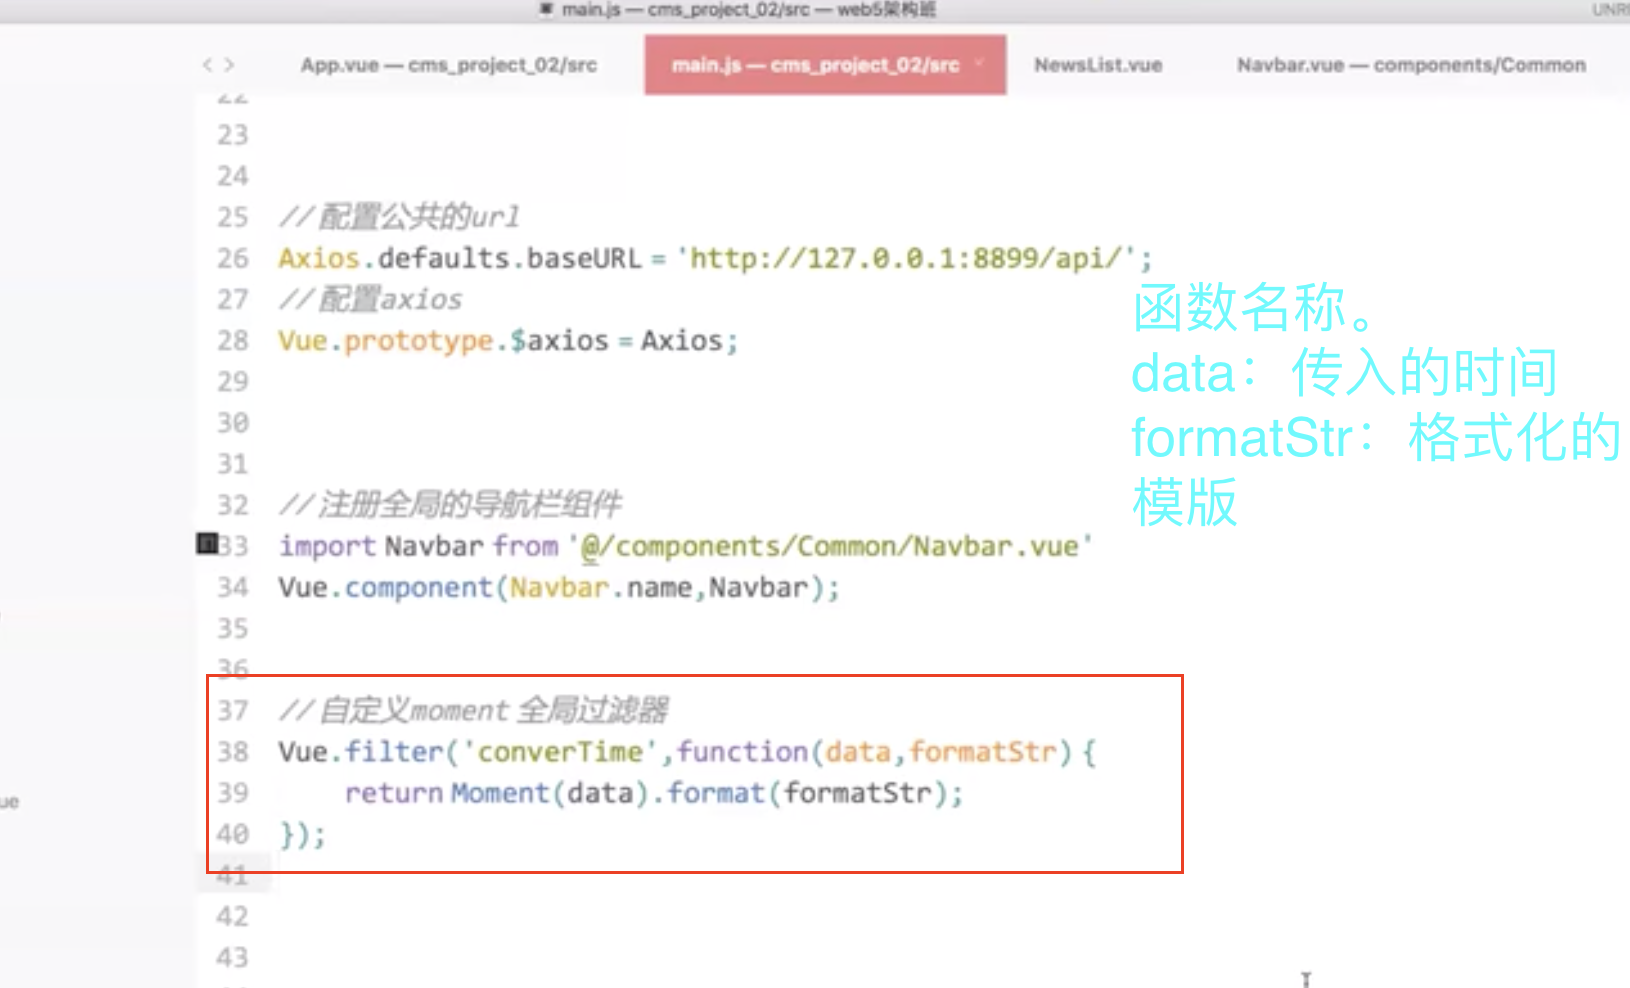 main.js — cms_project_02/src — web5架构班
App.vue — cms_project_02/src
main.js — cms_project_02/src
NewsList.vue
Navbar.vue — components/Common
22
23
24
25 //配置公共的url
26 Axios.defaults.baseURL = 'http://127.0.0.1:8899/api/';
27 //配置axios
28 Vue.prototype.$axios = Axios;
29
30
31
32 //注册全局的导航栏组件
33 import Navbar from '@/components/Common/Navbar.vue'
34 Vue.component(Navbar.name,Navbar);
35
36
37 //自定义moment 全局过滤器
38 Vue.filter('converTime',function(data,formatStr) {
39 return Moment(data).format(formatStr);
40 });
41
42
43
函数名称。
data：传入的时间
formatStr：格式化的
模版